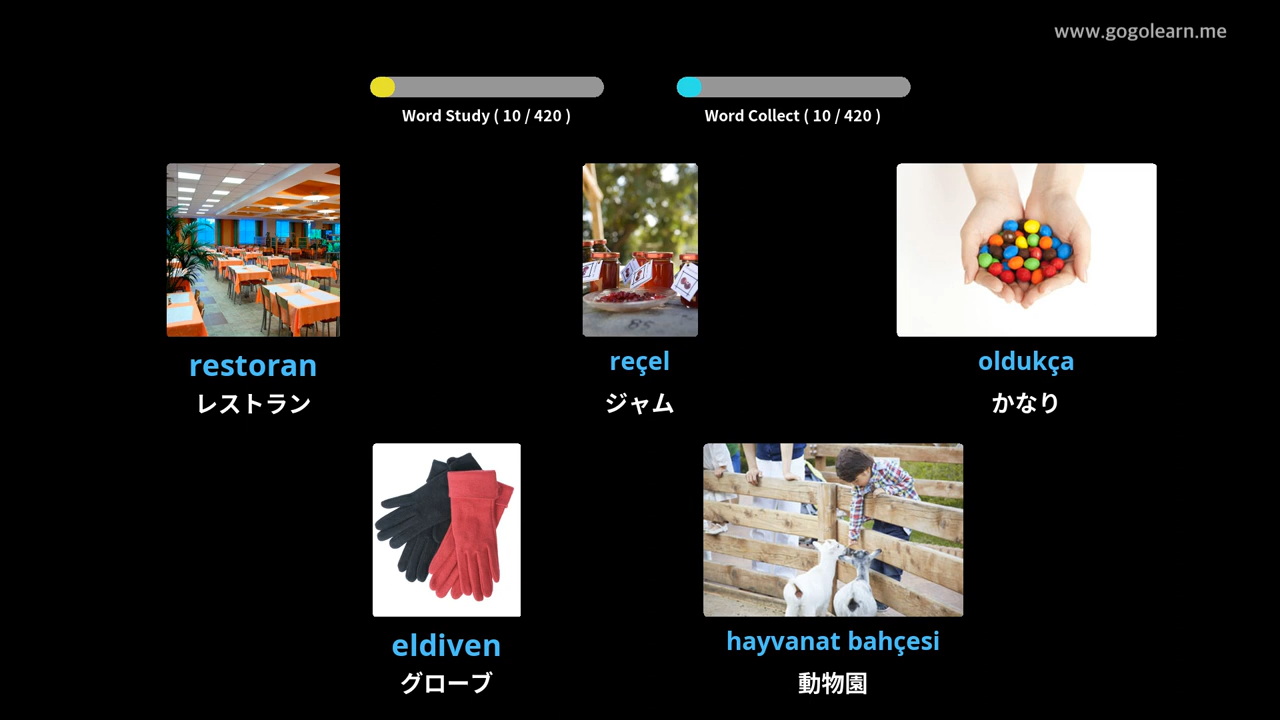 www.gogolearn.me
Word Study ( 10 / 420 )
Word Collect ( 10 / 420 )
restoran
レストラン
reçel
ジャム
oldukça
かなり
eldiven
グローブ
hayvanat bahçesi
動物園